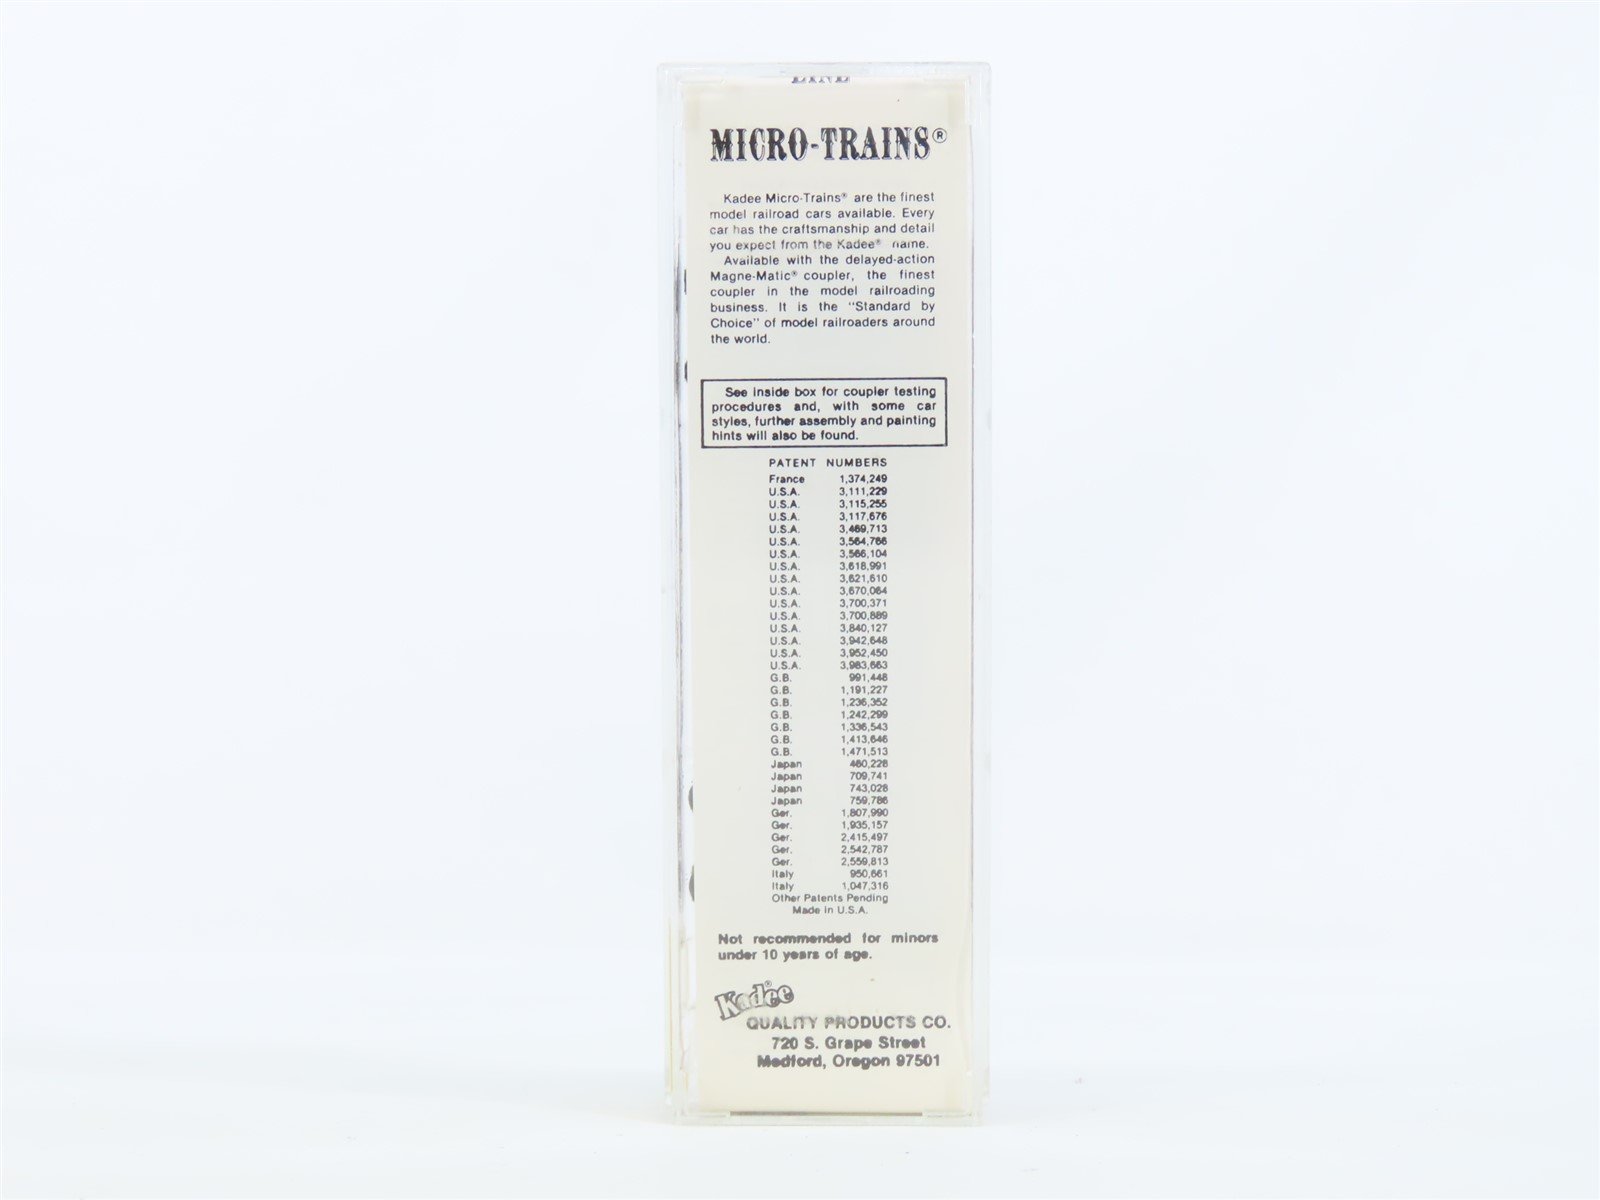 LINE
MICRO-TRAINS®
Kadee Micro-Trains® are the finest
model railroad cars available. Every
car has the craftsmanship and detail
you expect from the Kadee® name.
Available with the delayed-action
Magne-Matic® coupler, the finest
coupler in the model railroading
business. It is the "Standard by
Choice" of model railroaders around
the world.
See inside box for coupler testing
procedures and, with some car
styles, further assembly and painting
hints will also be found.
PATENT NUMBERS
France 1,374,249
U.S.A. 3,111,229
U.S.A. 3,115,255
U.S.A. 3,117,676
U.S.A. 3,469,713
U.S.A. 3,564,766
U.S.A. 3,566,104
U.S.A. 3,618,991
U.S.A. 3,621,610
U.S.A. 3,670,064
U.S.A. 3,700,371
U.S.A. 3,700,889
U.S.A. 3,840,127
U.S.A. 3,942,648
U.S.A. 3,952,450
U.S.A. 3,983,663
G.B. 991,448
G.B. 1,191,227
G.B. 1,236,352
G.B. 1,242,299
G.B. 1,336,543
G.B. 1,413,646
G.B. 1,471,513
Japan 460,228
Japan 709,741
Japan 743,028
Japan 759,786
Ger. 1,807,990
Ger. 1,935,157
Ger. 2,415,497
Ger. 2,542,787
Ger. 2,559,813
Italy 950,661
Italy 1,047,316
Other Patents Pending
Made in U.S.A.
Not recommended for minors
under 10 years of age.
Kadee®
QUALITY PRODUCTS CO.
720 S. Grape Street
Medford, Oregon 97501